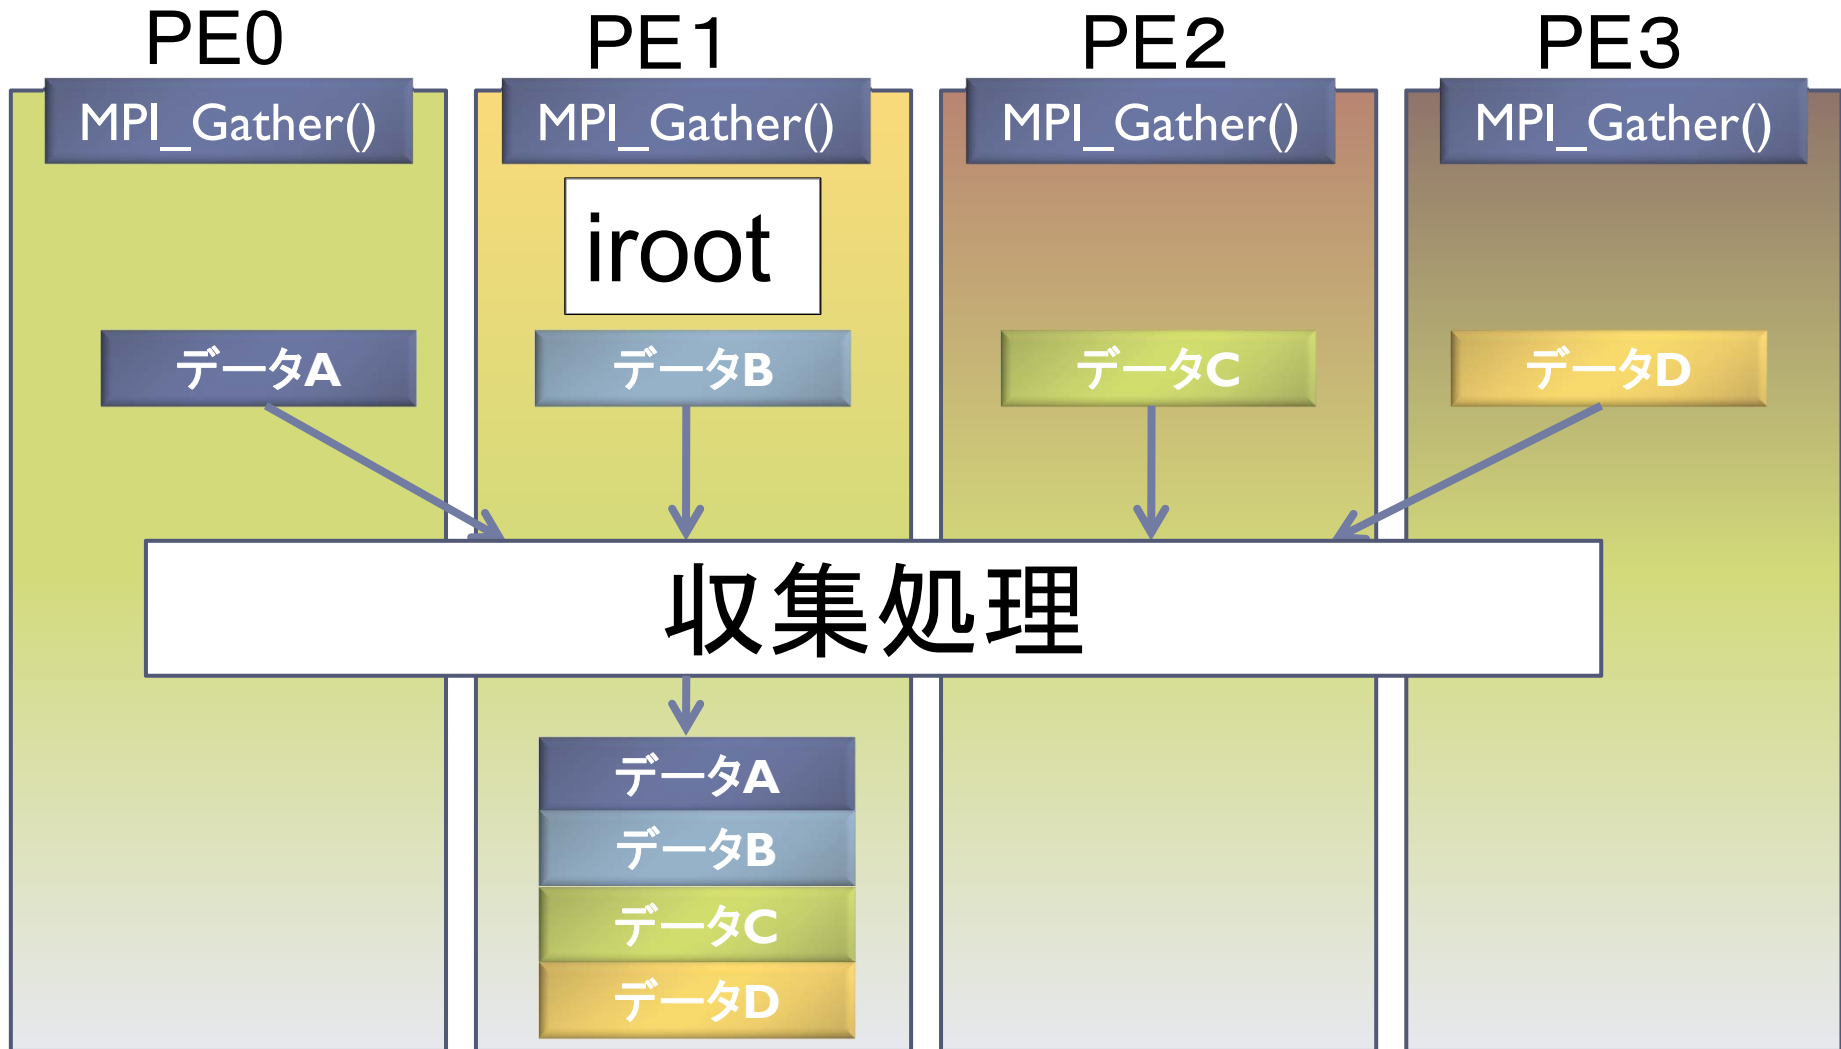 PE0
PE1
PE2
PE3
MPI_Gather()
MPI_Gather()
MPI_Gather()
MPI_Gather()
iroot
データA
データB
データC
データD
収集処理
データA
データB
データC
データD